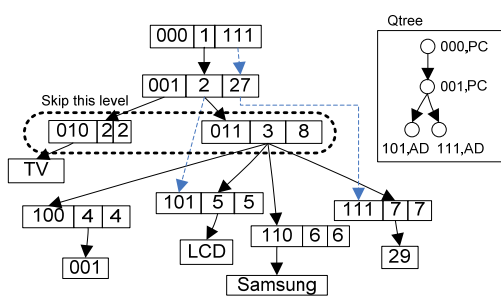 Qtree
000 1 111
000,PC
001 2 27
001,PC
Skip this level
010 2 2
011 3 8
101,AD 111,AD
TV
100 4 4
101 5 5
111 7 7
110 6 6
LCD
001
29
Samsung